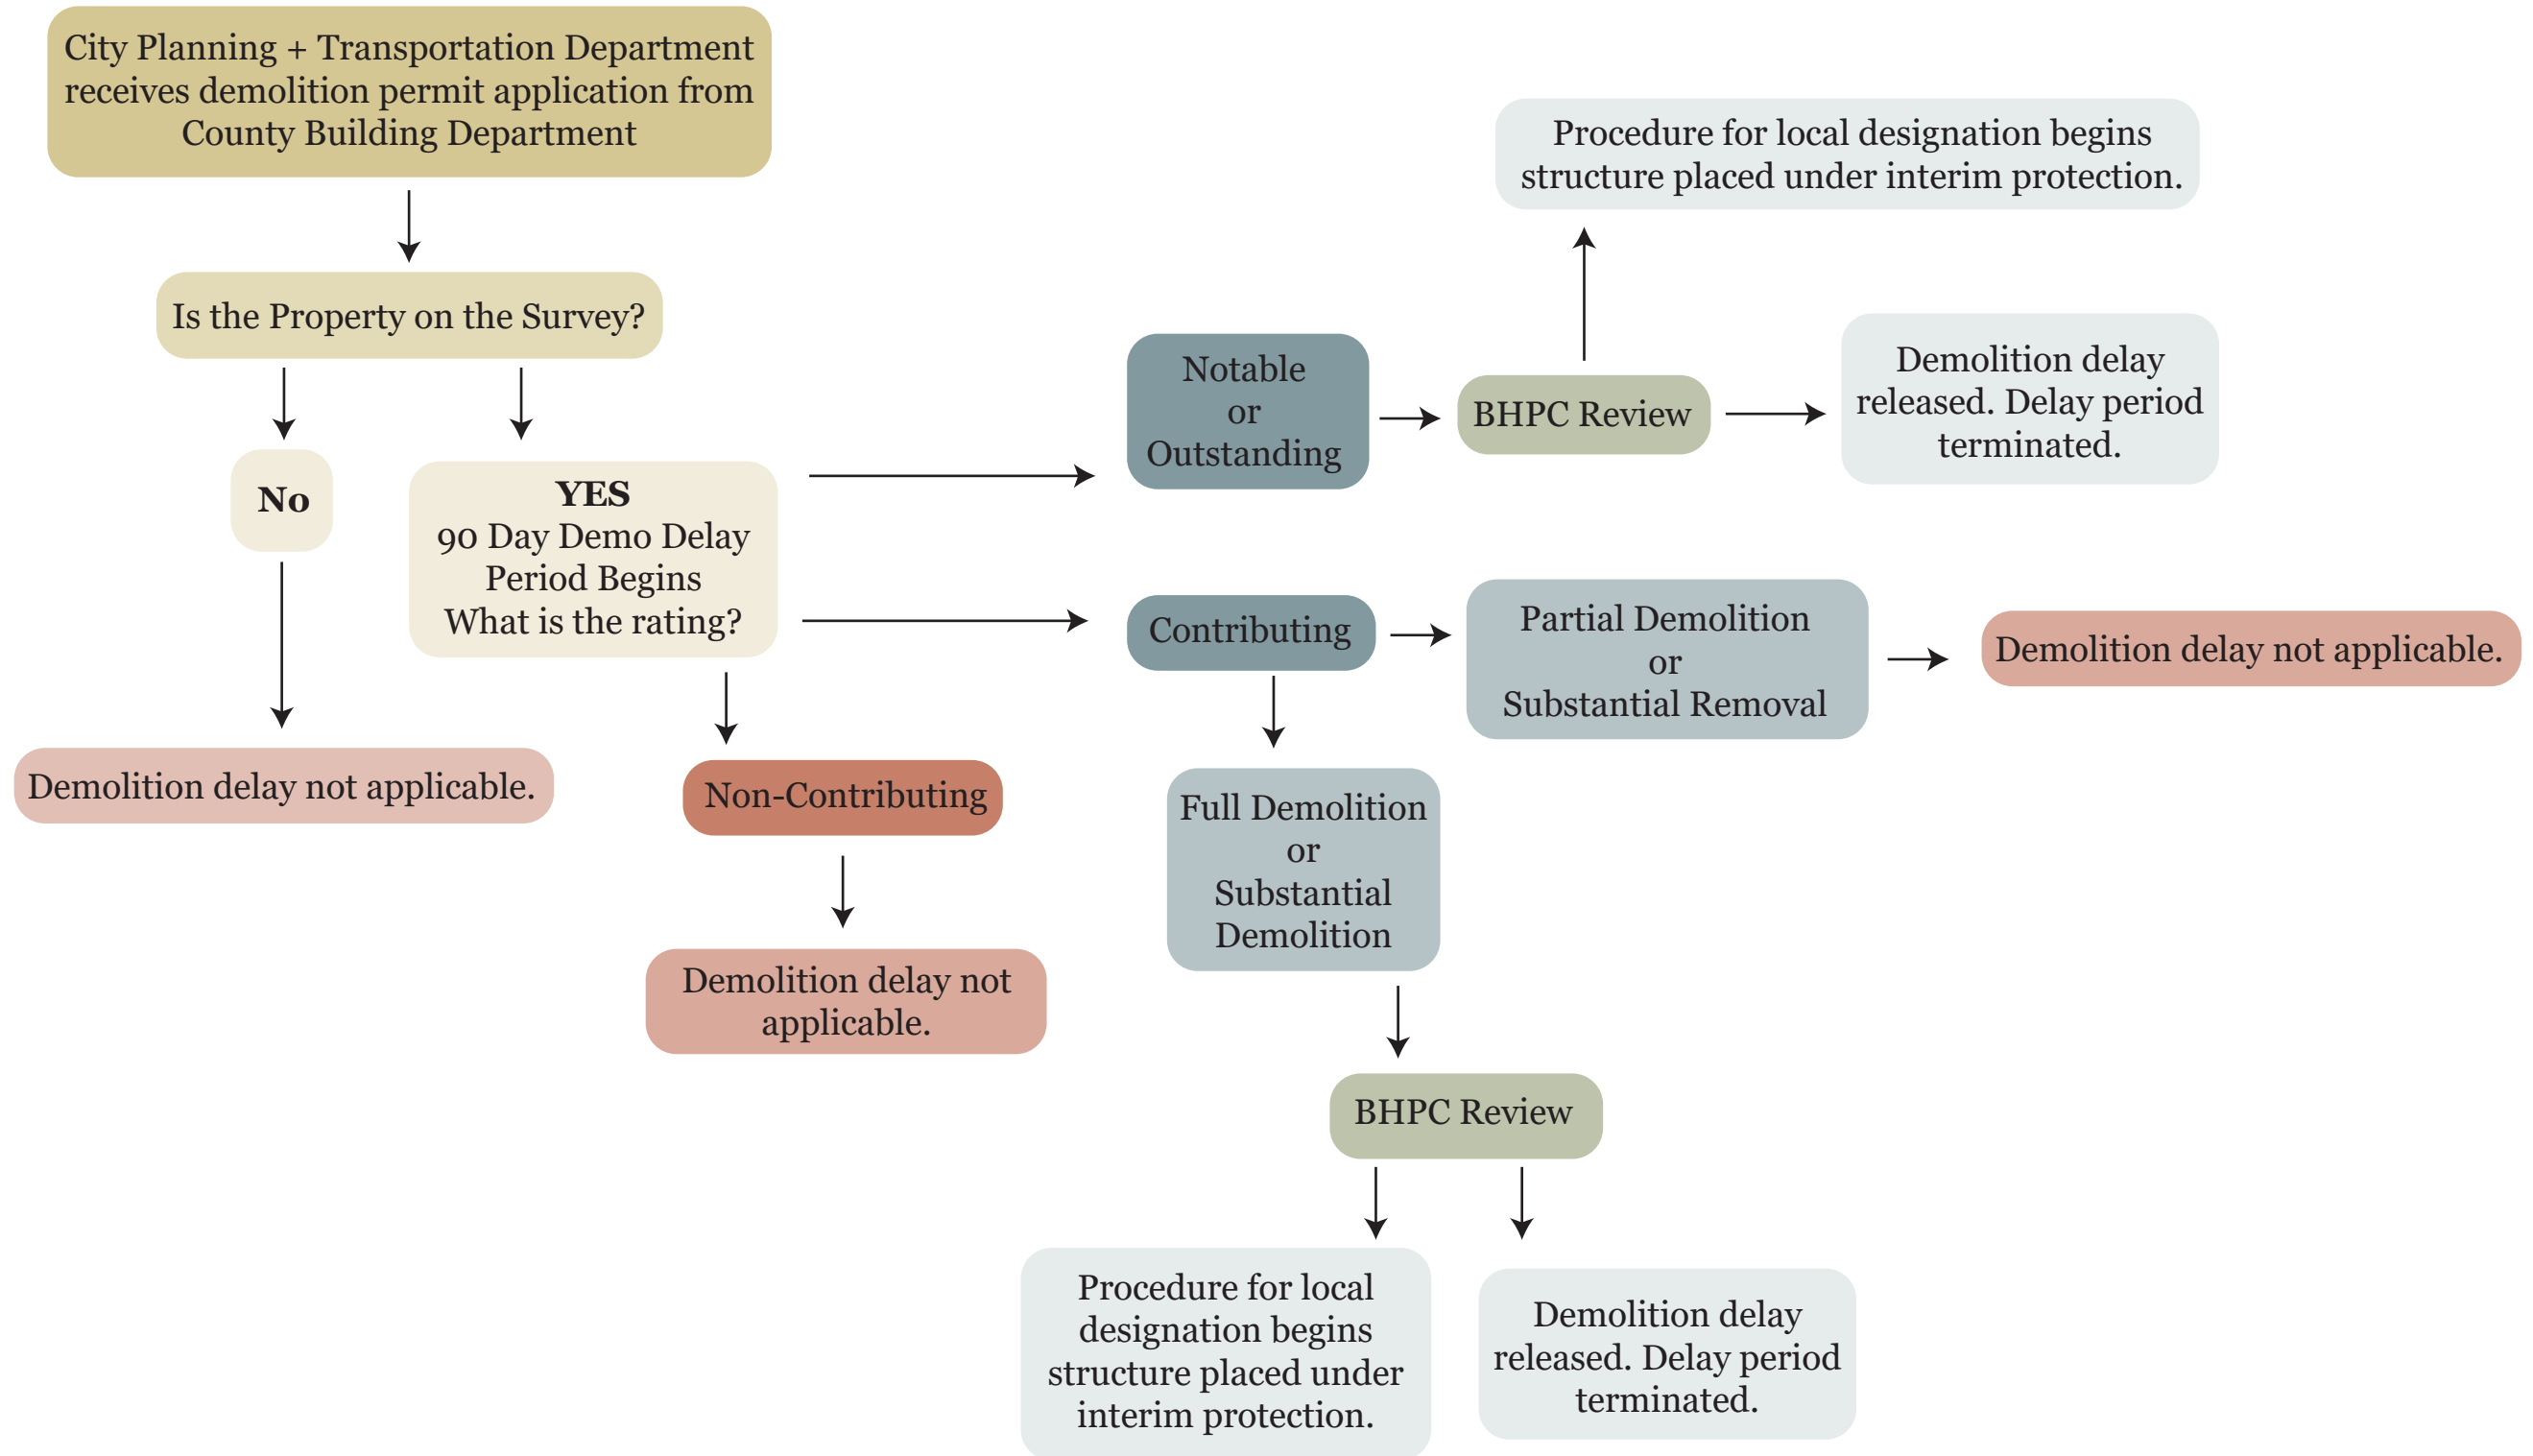 City Planning + Transportation Department
receives demolition permit application from
County Building Department
Is the Property on the Survey?
No
Demolition delay not applicable.
YES
90 Day Demo Delay
Period Begins
What is the rating?
Non-Contributing
Demolition delay not
applicable.
Notable
or
Outstanding
BHPC Review
Procedure for local designation begins
structure placed under interim protection.
Demolition delay
released. Delay period
terminated.
Contributing
Partial Demolition
or
Substantial Removal
Demolition delay not applicable.
Full Demolition
or
Substantial
Demolition
BHPC Review
Procedure for local
designation begins
structure placed under
interim protection.
Demolition delay
released. Delay period
terminated.